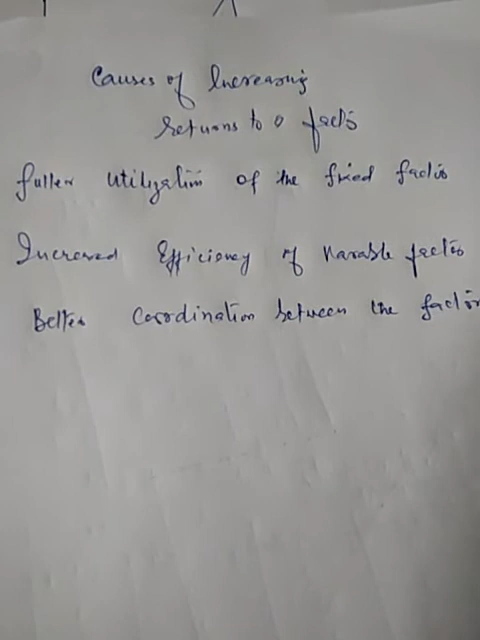 Causes of Increasing
Returns to a factor
fuller utilization of the fixed factor
Increased Efficiency of variable factor
Better Coordination between the factor